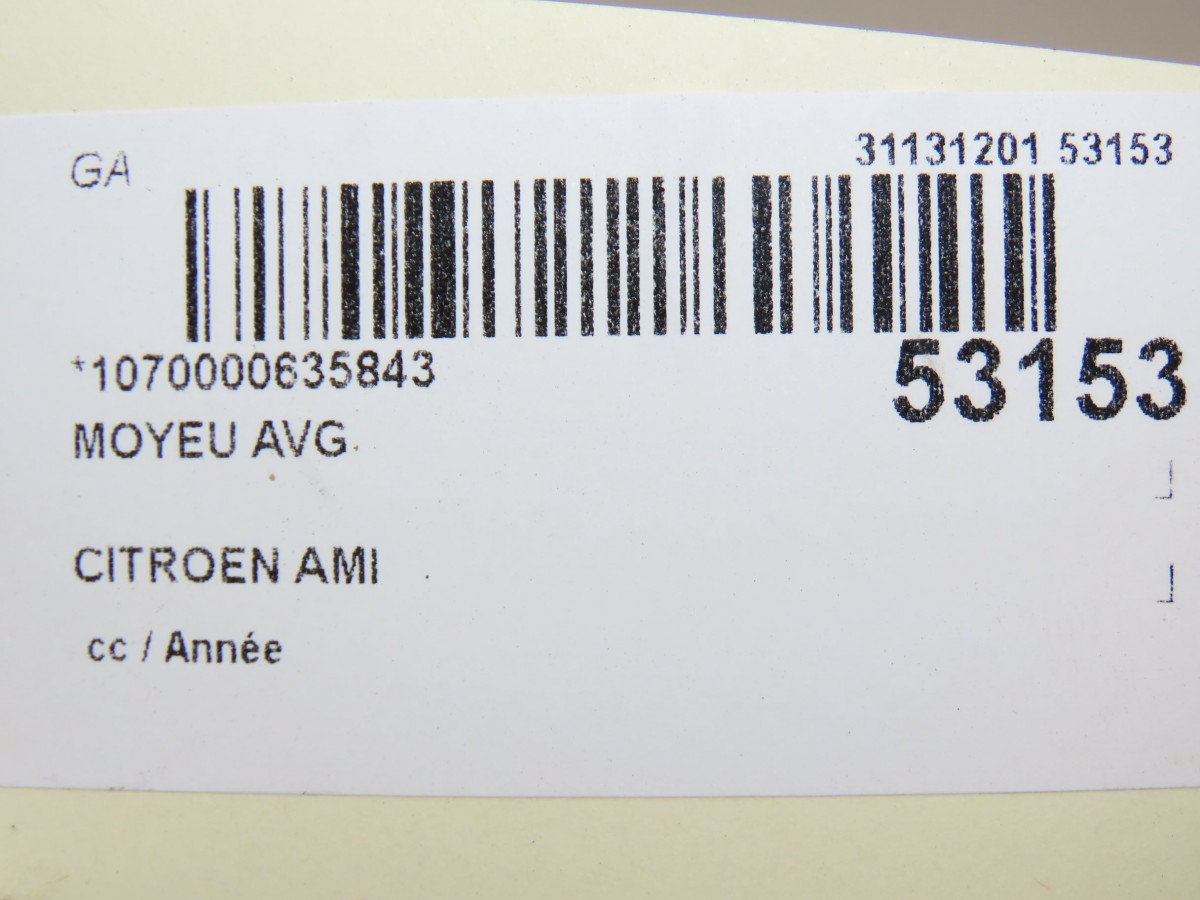 GA
31131201 53153
*1070000635843
53153
MOYEU AVG.
CITROEN AMI
cc / Année